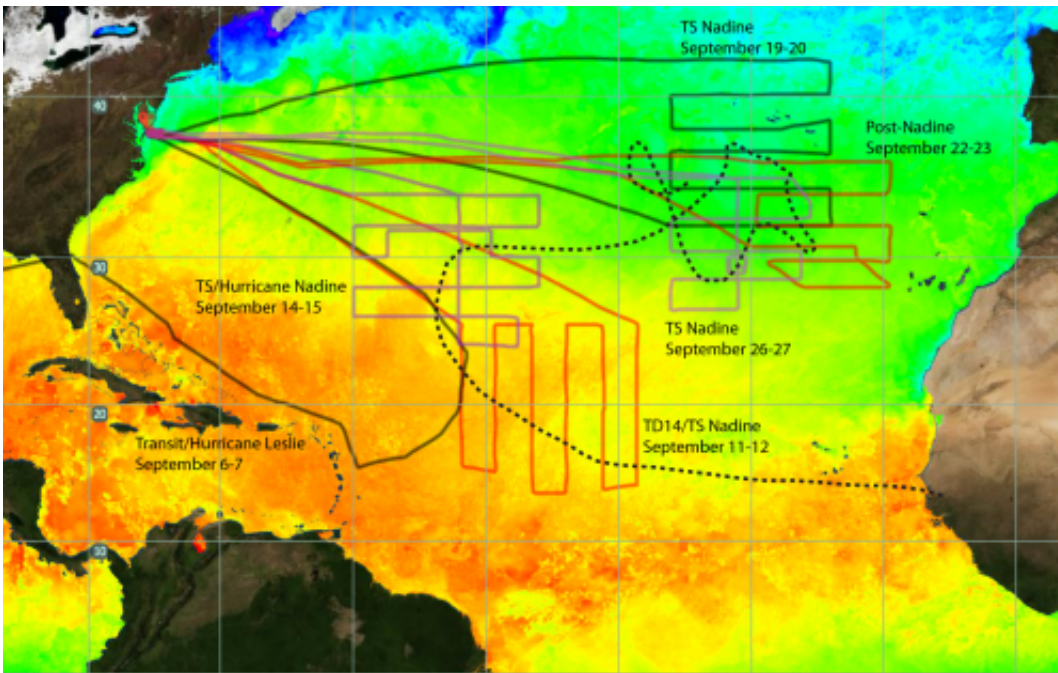 TS Nadine
September 19-20
40
Post-Nadine
September 22-23
30
TS/Hurricane Nadine
September 14-15
TS Nadine
September 26-27
20
Transit/Hurricane Leslie
September 6-7
TD14/TS Nadine
September 11-12
10